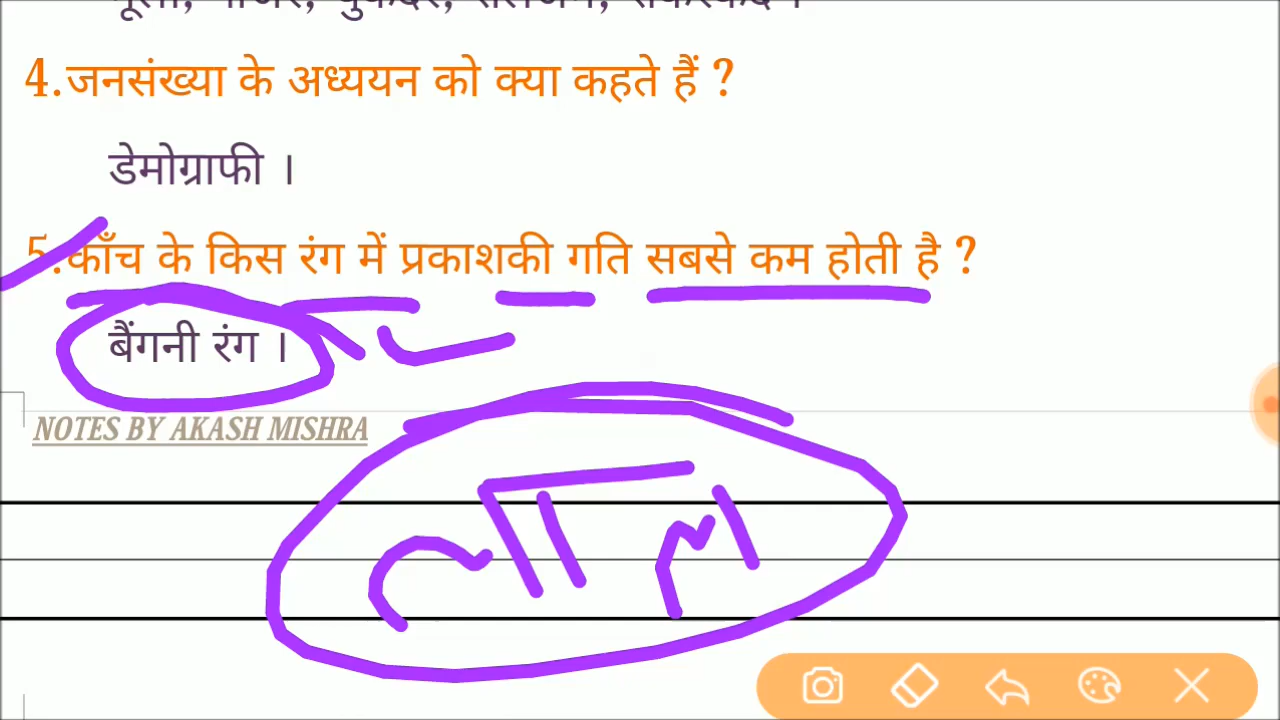 4.जनसंख्या के अध्ययन को क्या कहते हैं ?
डेमोग्राफी ।
5.काँच के किस रंग में प्रकाशकी गति सबसे कम होती है ?
बैंगनी रंग ।
NOTES BY AKASH MISHRA